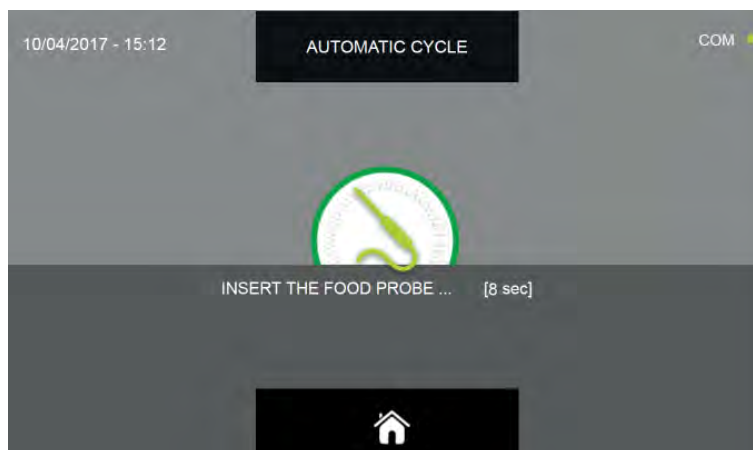 10/04/2017 - 15:12
AUTOMATIC CYCLE
COM
INSERT THE FOOD PROBE ... [8 sec]